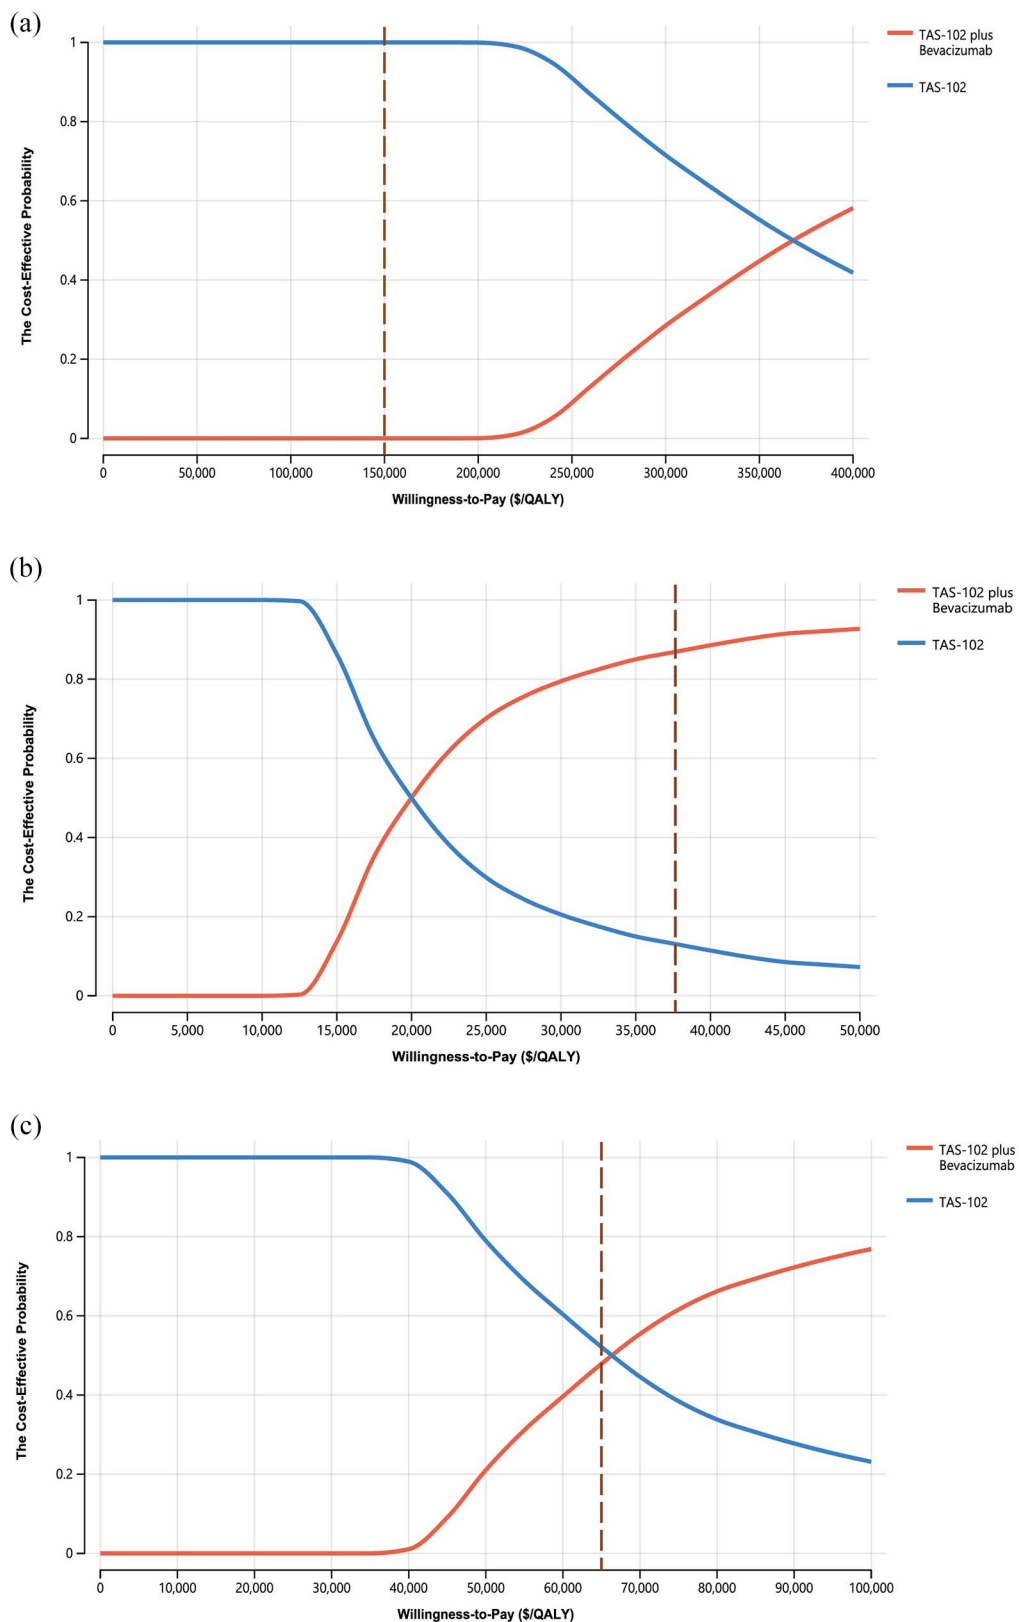 (a)
TAS-102 plus
Bevacizumab
TAS-102
The Cost-Effective Probability
1
0.8
0.6
0.4
0.2
0
0 50,000 100,000 150,000 200,000 250,000 300,000 350,000 400,000
Willingness-to-Pay ($/QALY)
(b)
TAS-102 plus
Bevacizumab
TAS-102
The Cost-Effective Probability
1
0.8
0.6
0.4
0.2
0
0 5,000 10,000 15,000 20,000 25,000 30,000 35,000 40,000 45,000 50,000
Willingness-to-Pay ($/QALY)
(c)
TAS-102 plus
Bevacizumab
TAS-102
The Cost-Effective Probability
1
0.8
0.6
0.4
0.2
0
0 10,000 20,000 30,000 40,000 50,000 60,000 70,000 80,000 90,000 100,000
Willingness-to-Pay ($/QALY)